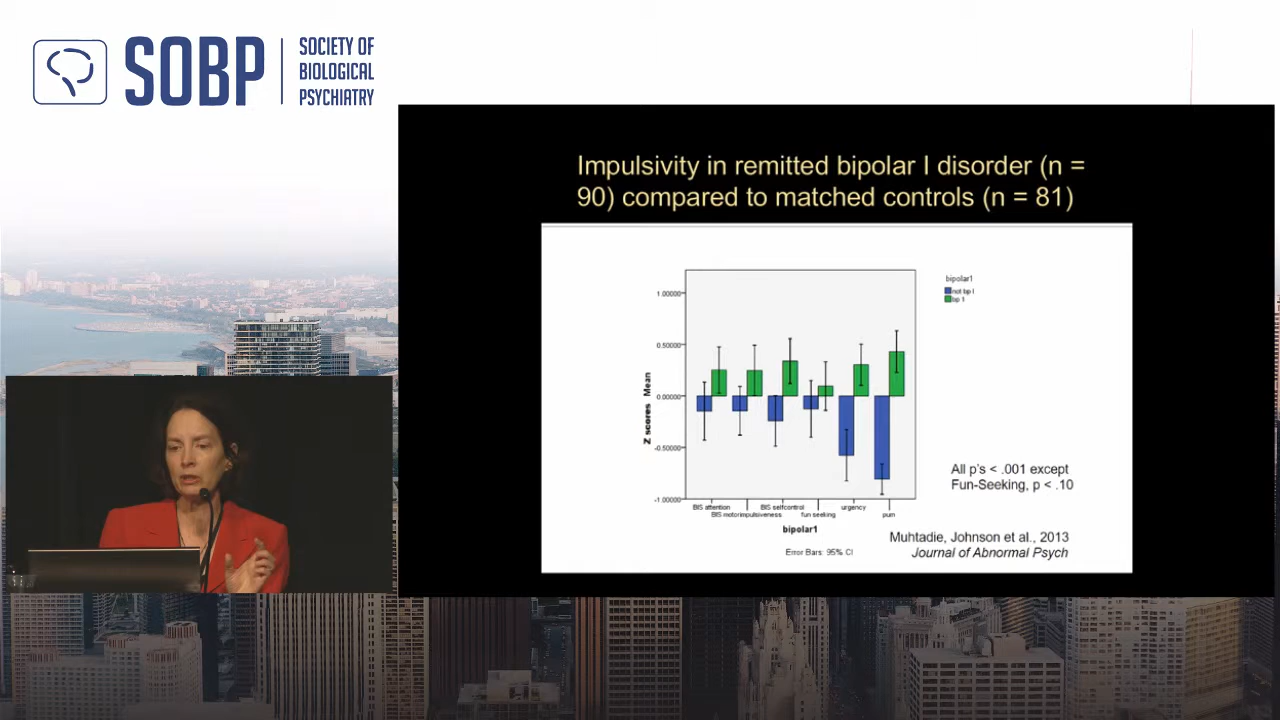 SOBP
SOCIETY OF
BIOLOGICAL
PSYCHIATRY
Impulsivity in remitted bipolar I disorder (n =
90) compared to matched controls (n = 81)
bipolar1
not bp I
bp 1
1.00000
0.50000
0.00000
-0.50000
-1.00000
Z scores Mean
BIS attention
BIS motorimpulsiveness
BIS selfcontrol
fun seeking
urgency
pum
bipolar1
Error Bars: 95% CI
All p's < .001 except
Fun-Seeking, p < .10
Muhtadie, Johnson et al., 2013
Journal of Abnormal Psych